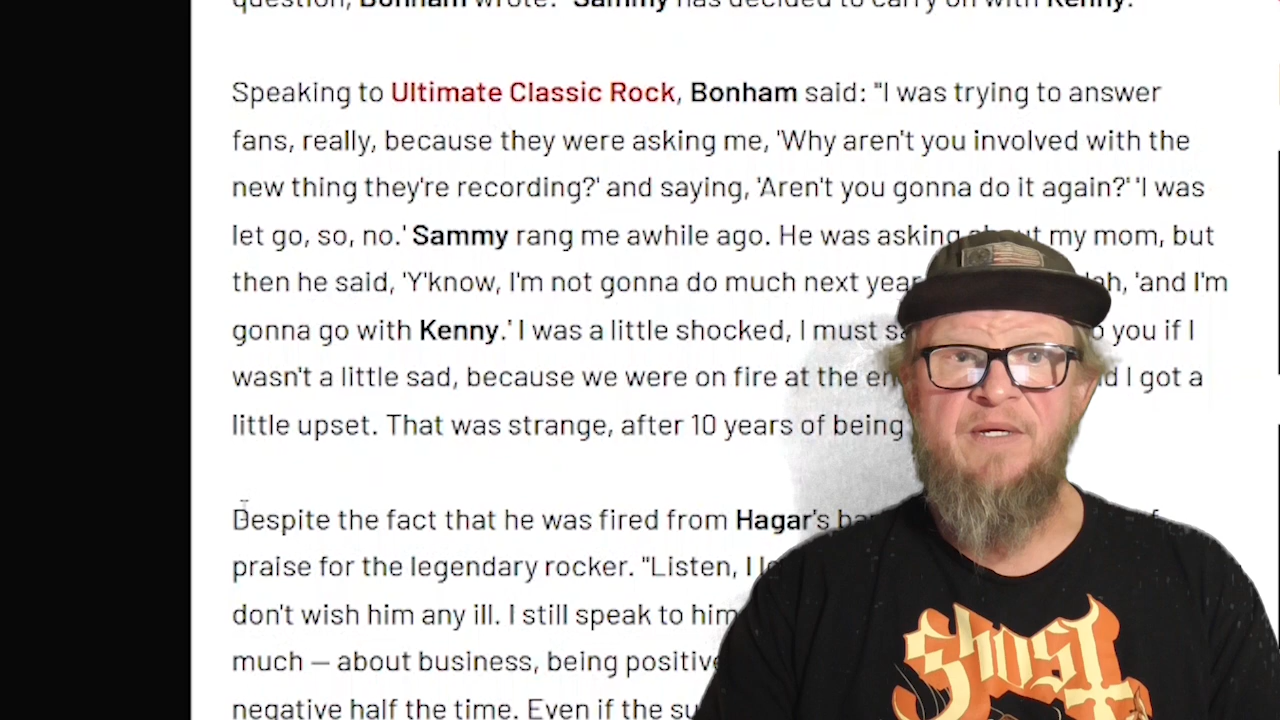 question, Bonham wrote: "Sammy has decided to carry on with Kenny."
Speaking to Ultimate Classic Rock, Bonham said: "I was trying to answer
fans, really, because they were asking me, 'Why aren't you involved with the
new thing they're recording?' and saying, 'Aren't you gonna do it again?' 'I was
let go, so, no.' Sammy rang me awhile ago. He was asking about my mom, but
then he said, 'Y'know, I'm not gonna do much next year 'and I'm
gonna go with Kenny.' I was a little shocked, I must you if I
wasn't a little sad, because we were on fire at the I got a
little upset. That was strange, after 10 years of being
Despite the fact that he was fired from Hagar's
praise for the legendary rocker. "Listen, I
don't wish him any ill. I still speak to him
much — about business, being positive
negative half the time. Even if the
Ghost